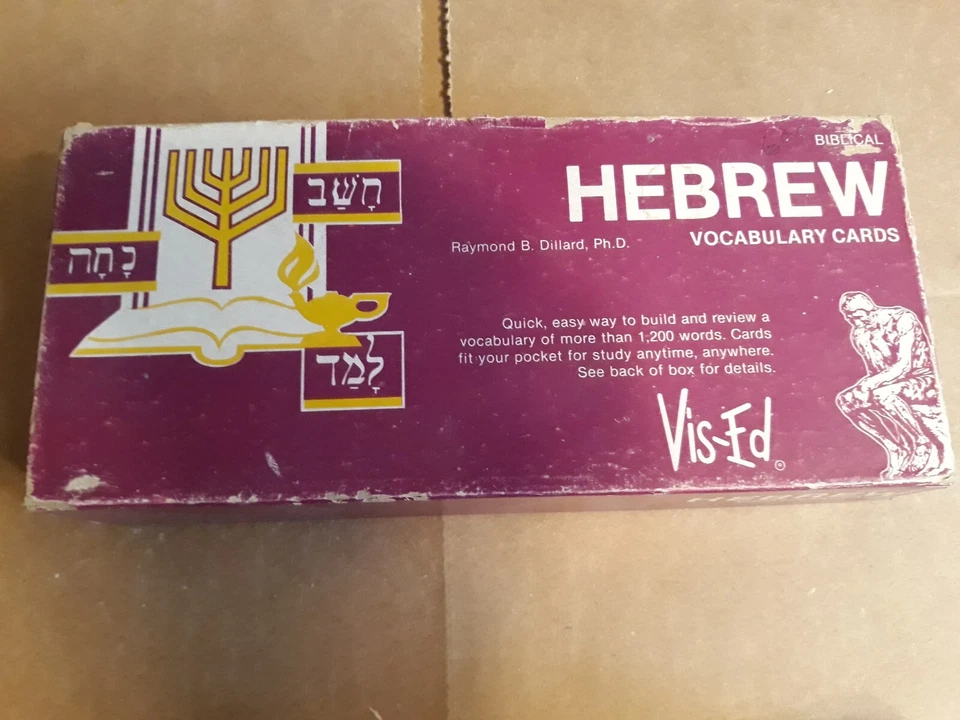 BIBLICAL
HEBREW
VOCABULARY CARDS
Raymond B. Dillard, Ph.D.
חָשַׁב
לָמַד
Quick, easy way to build and review a
vocabulary of more than 1,200 words. Cards
fit your pocket for study anytime, anywhere.
See back of box for details.
Vis-Ed